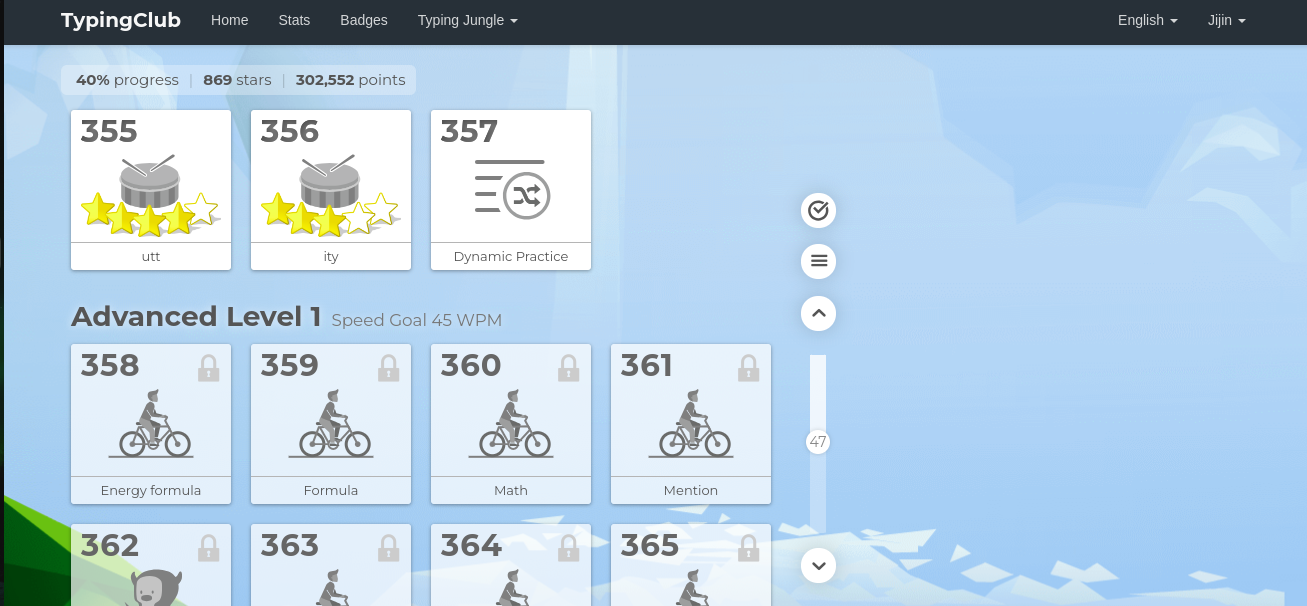 TypingClub Home Stats Badges Typing Jungle English Jijin
40% progress | 869 stars | 302,552 points
355 356 357
utt ity Dynamic Practice
Advanced Level 1 Speed Goal 45 WPM
358 359 360 361
47
Energy formula Formula Math Mention
362 363 364 365